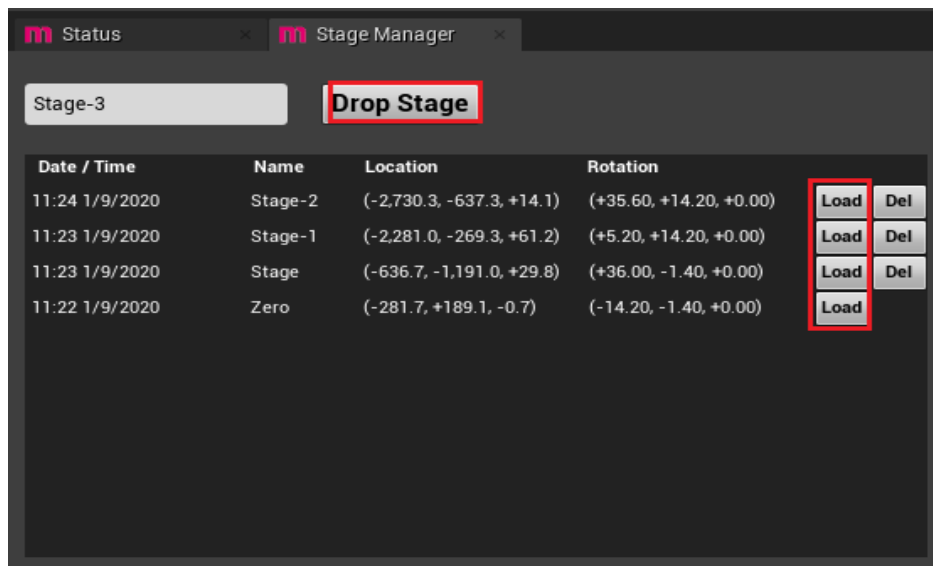 m Status × m Stage Manager ×
Stage-3 Drop Stage
Date / Time Name Location Rotation
11:24 1/9/2020 Stage-2 (-2,730.3, -637.3, +14.1) (+35.60, +14.20, +0.00) Load Del
11:23 1/9/2020 Stage-1 (-2,281.0, -269.3, +61.2) (+5.20, +14.20, +0.00) Load Del
11:23 1/9/2020 Stage (-636.7, -1,191.0, +29.8) (+36.00, -1.40, +0.00) Load Del
11:22 1/9/2020 Zero (-281.7, +189.1, -0.7) (-14.20, -1.40, +0.00) Load